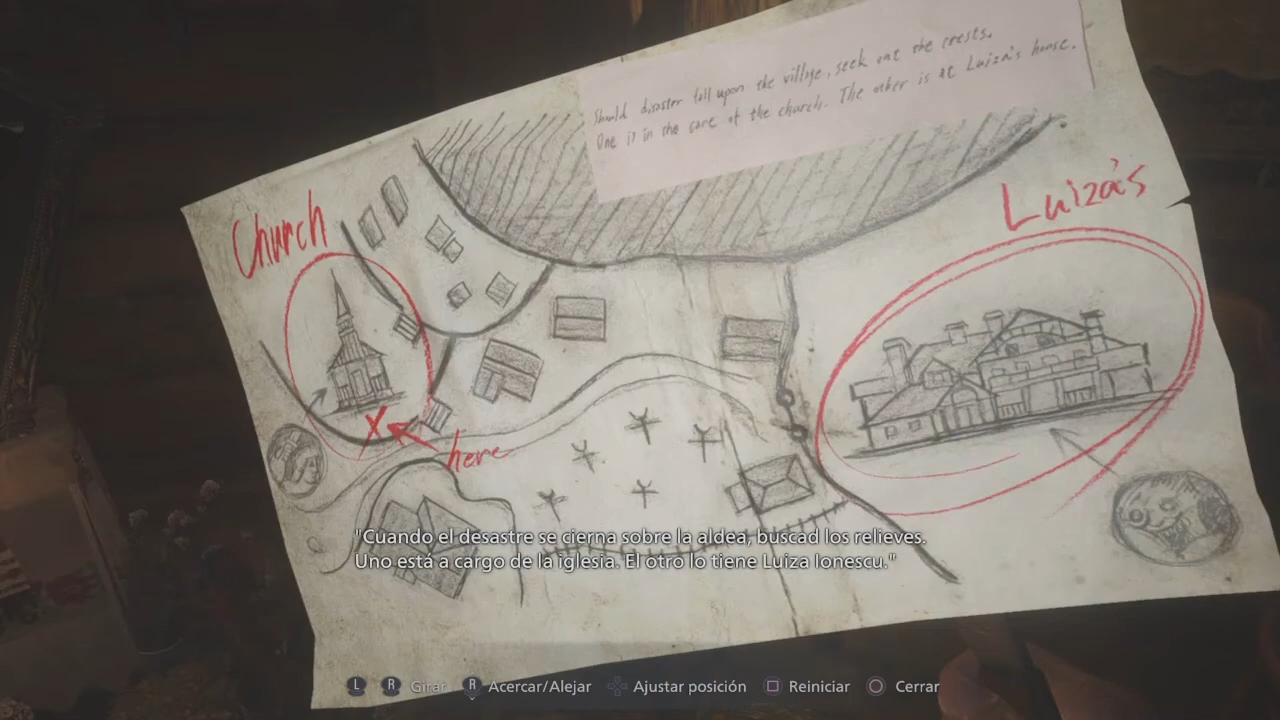 Should disaster fall upon the village, seek out the crests.
One is in the care of the church. The other is at Luiza's house.
Church
Luiza's
here
"Cuando el desastre se cierna sobre la aldea, buscad los relieves.
Uno está a cargo de la iglesia. El otro lo tiene Luiza Ionescu."
L R Girar R Acercar/Alejar Ajustar posición Reiniciar Cerrar